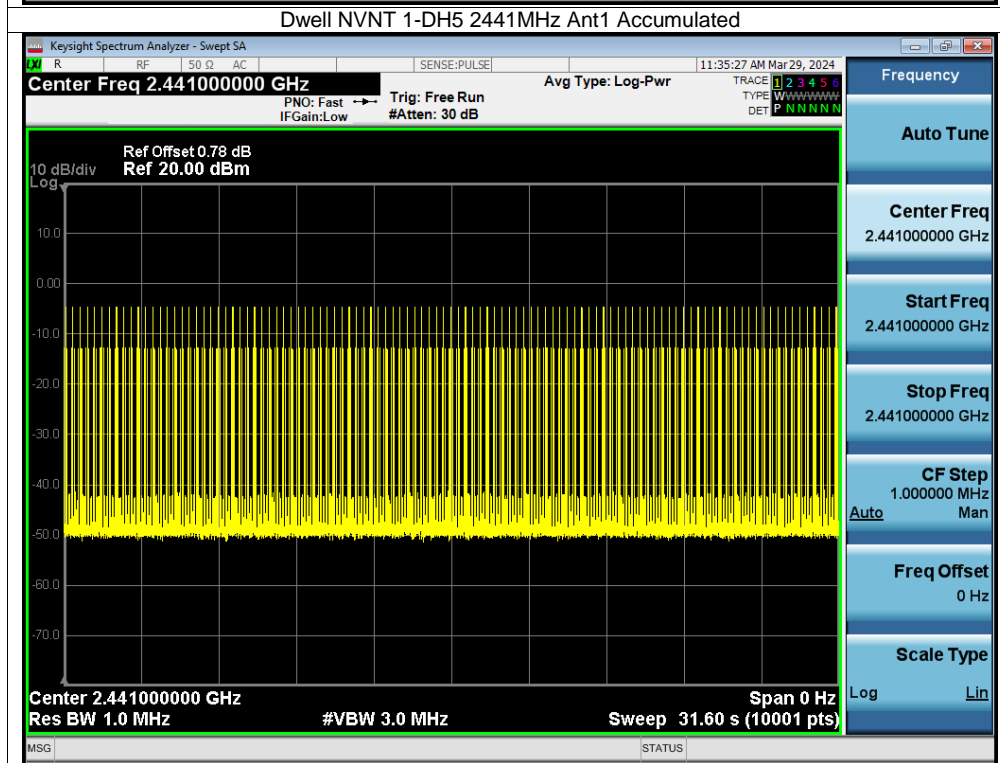 Dwell NVNT 1-DH5 2441MHz Ant1 Accumulated
Keysight Spectrum Analyzer - Swept SA
LXI R RF 50 Ω AC SENSE:PULSE 11:35:27 AM Mar 29, 2024
Center Freq 2.441000000 GHz
PNO: Fast
IFGain:Low
Trig: Free Run
#Atten: 30 dB
Avg Type: Log-Pwr
TRACE 1 2 3 4 5 6
TYPE WWWWWW
DET P N N N N N
Frequency
Auto Tune
Center Freq
2.441000000 GHz
Start Freq
2.441000000 GHz
Stop Freq
2.441000000 GHz
CF Step
1.000000 MHz
Auto Man
Freq Offset
0 Hz
Scale Type
Log Lin
Ref Offset 0.78 dB
10 dB/div Ref 20.00 dBm
Log
10.0
0.00
-10.0
-20.0
-30.0
-40.0
-50.0
-60.0
-70.0
Center 2.441000000 GHz Span 0 Hz
Res BW 1.0 MHz #VBW 3.0 MHz Sweep 31.60 s (10001 pts)
MSG STATUS